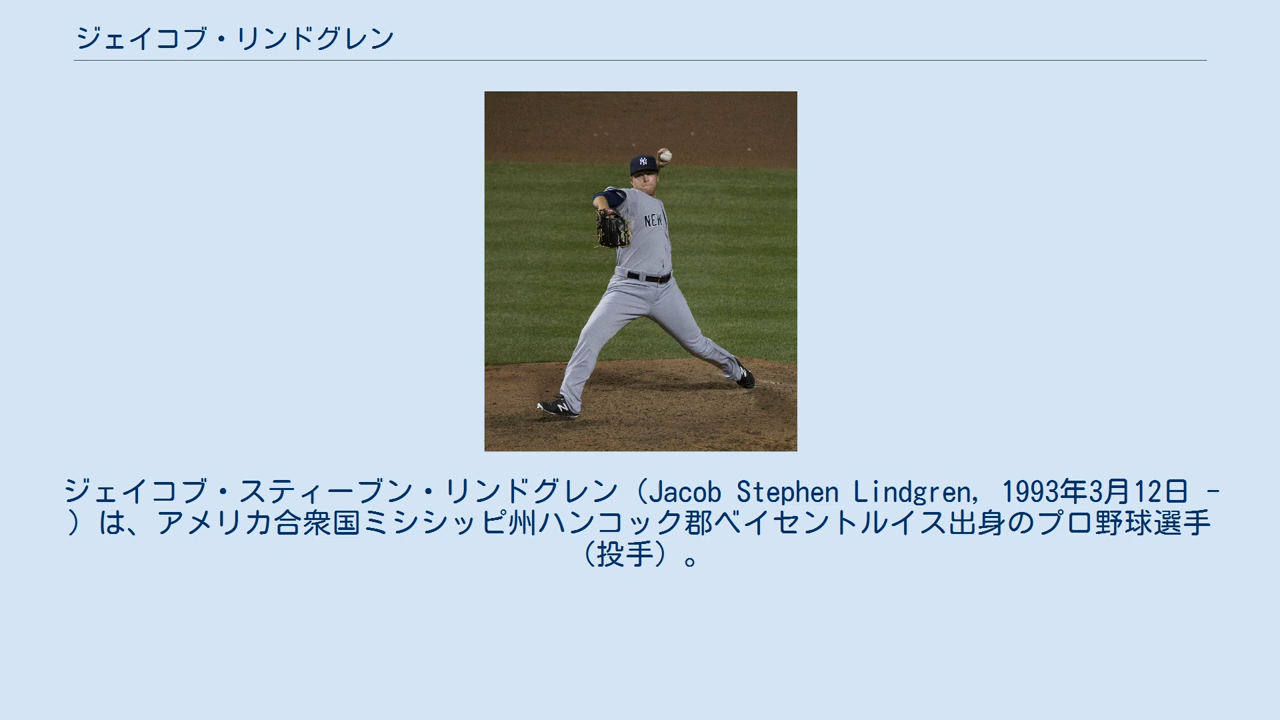 ジェイコブ・リンドグレン
NEW
ジェイコブ・スティーブン・リンドグレン（Jacob Stephen Lindgren, 1993年3月12日 -
）は、アメリカ合衆国ミシシッピ州ハンコック郡ベイセントルイス出身のプロ野球選手
（投手）。